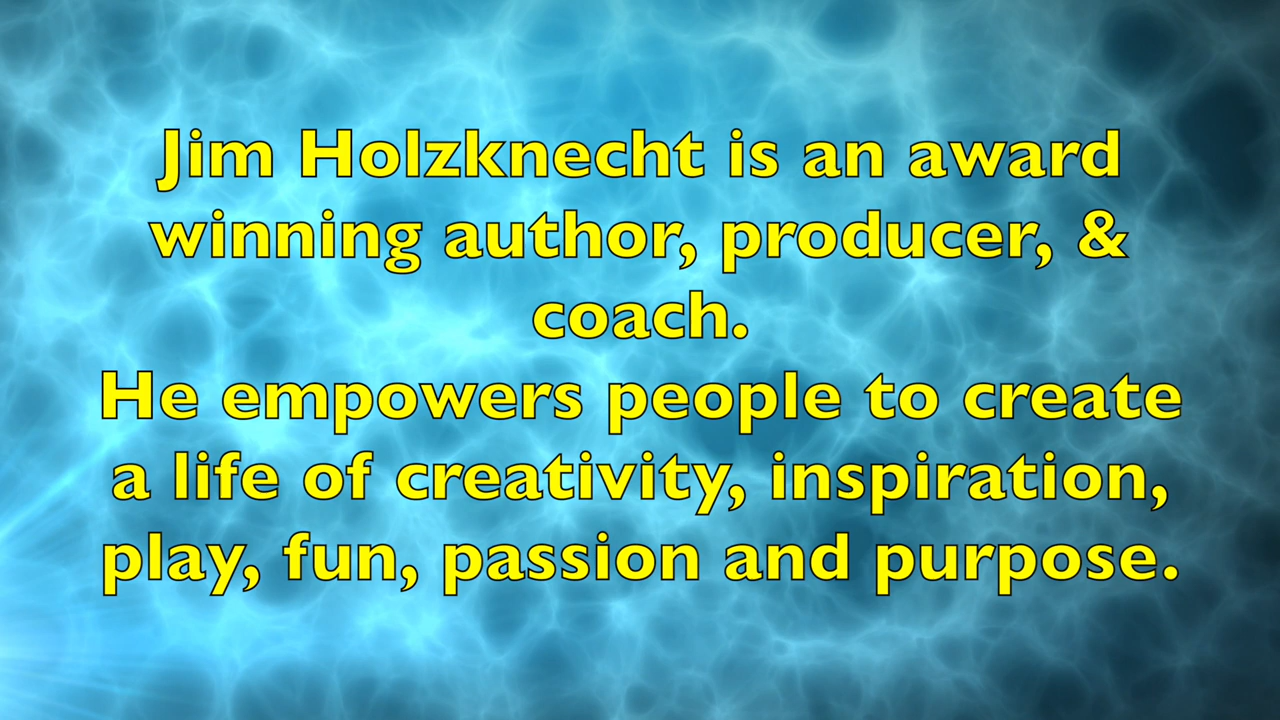 Jim Holzknecht is an award
winning author, producer, &
coach.
He empowers people to create
a life of creativity, inspiration,
play, fun, passion and purpose.